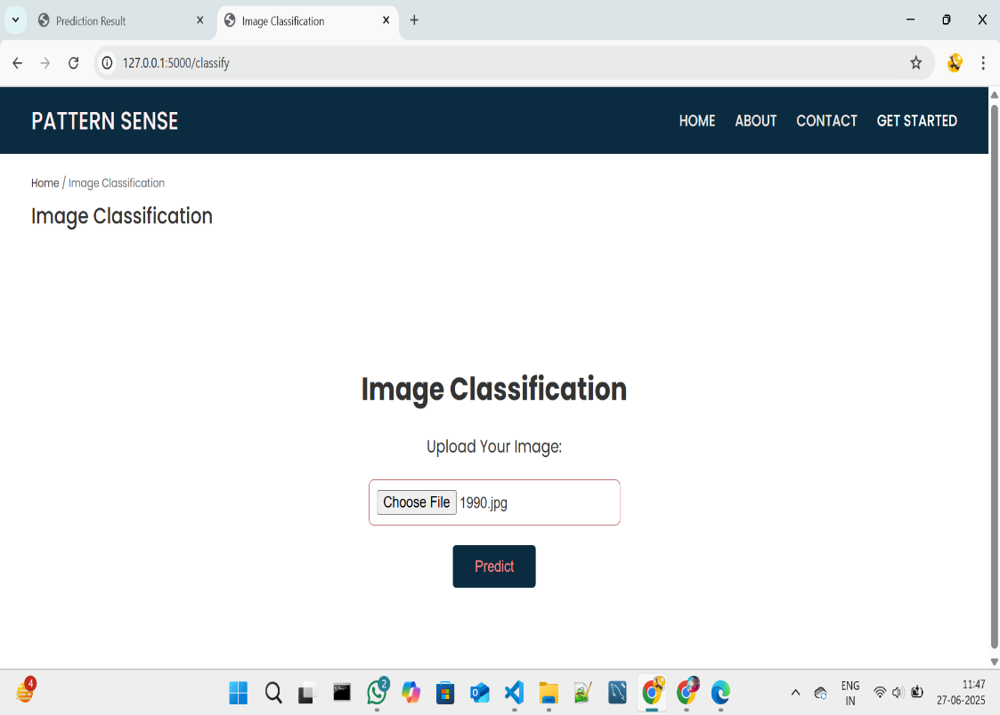 Prediction Result
Image Classification
127.0.0.1:5000/classify
PATTERN SENSE
HOME ABOUT CONTACT GET STARTED
Home / Image Classification
Image Classification
Image Classification
Upload Your Image:
Choose File 1990.jpg
Predict
4
2
ENG
IN
11:47
27-06-2025